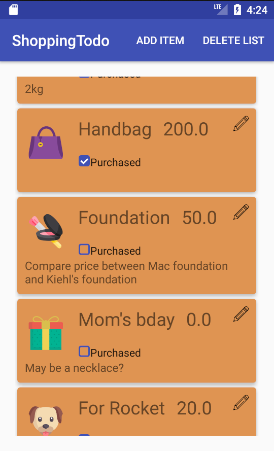 LTE 4:24
ShoppingTodo ADD ITEM DELETE LIST
Purchased
2kg
Handbag 200.0
Purchased
Foundation 50.0
Purchased
Compare price between Mac foundation
and Kiehl's foundation
Mom's bday 0.0
Purchased
May be a necklace?
For Rocket 20.0